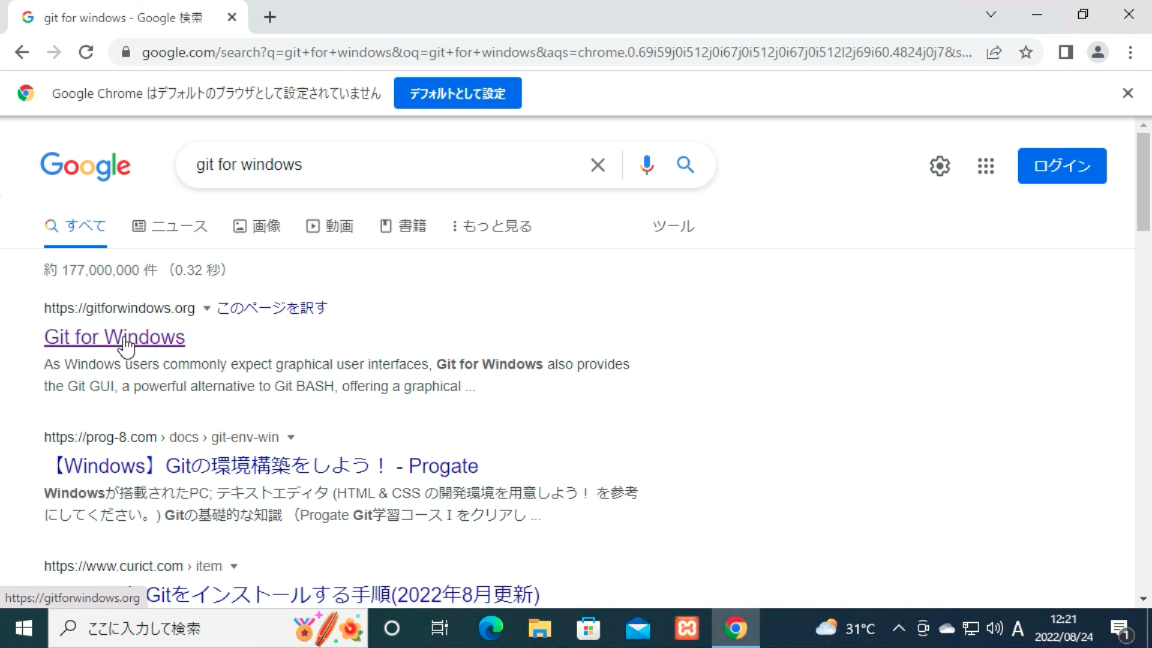 git for windows - Google 検索
google.com/search?q=git+for+windows&oq=git+for+windows&aqs=chrome.0.69i59j0i512j0i67j0i512j0i67j0i512l2j69i60.4824j0j7&s...
Google Chrome はデフォルトのブラウザとして設定されていません デフォルトとして設定
Google git for windows ログイン
すべて ニュース 画像 動画 書籍 もっと見る ツール
約 177,000,000 件 （0.32 秒）
https://gitforwindows.org このページを訳す
Git for Windows
As Windows users commonly expect graphical user interfaces, Git for Windows also provides
the Git GUI, a powerful alternative to Git BASH, offering a graphical ...
https://prog-8.com › docs › git-env-win
【Windows】Gitの環境構築をしよう！ - Progate
Windowsが搭載されたPC; テキストエディタ (HTML & CSS の開発環境を用意しよう！ を参考
にしてください。) Gitの基礎的な知識 （Progate Git学習コース I をクリアし ...
https://www.curict.com › item
Gitをインストールする手順(2022年8月更新)
https://gitforwindows.org
ここに入力して検索 31°C A 12:21
2022/08/24 1